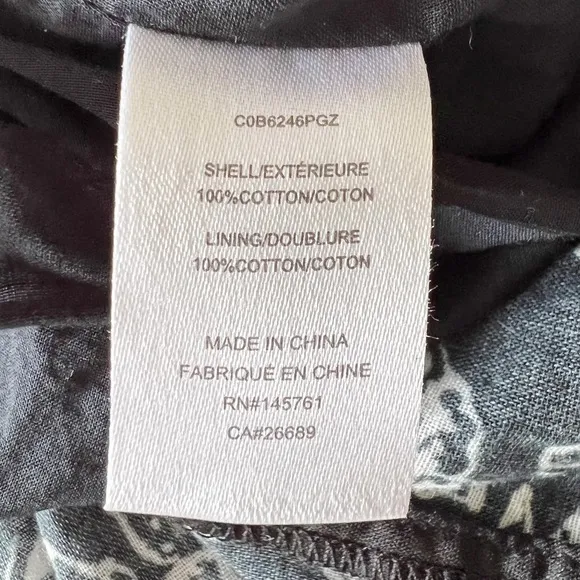 C0B6246PGZ
SHELL/EXTÉRIEURE
100%COTTON/COTON
LINING/DOUBLURE
100%COTTON/COTON
MADE IN CHINA
FABRIQUÉ EN CHINE
RN#145761
CA#26689